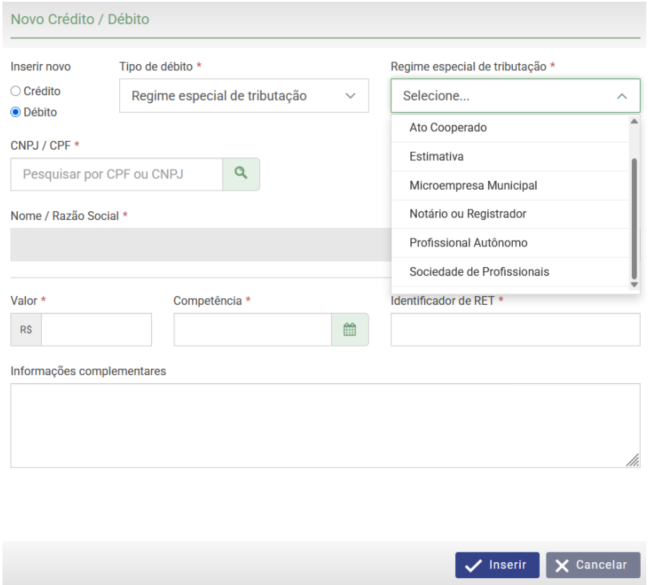 Novo Crédito / Débito
Inserir novo
Tipo de débito *
Regime especial de tributação *
Crédito
Débito
Regime especial de tributação
Selecione...
Ato Cooperado
Estimativa
Microempresa Municipal
Notário ou Registrador
Profissional Autônomo
Sociedade de Profissionais
CNPJ / CPF *
Pesquisar por CPF ou CNPJ
Nome / Razão Social *
Valor *
Competência *
Identificador de RET *
R$
Informações complementares
Inserir
Cancelar